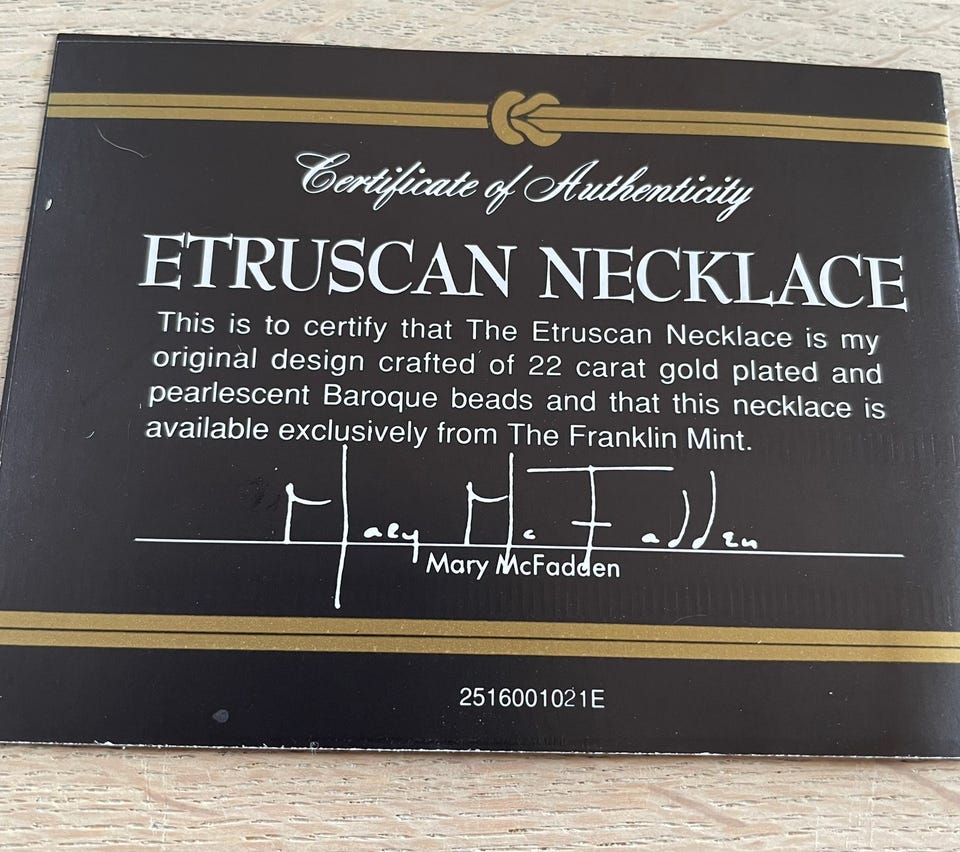 Certificate of Authenticity
ETRUSCAN NECKLACE
This is to certify that The Etruscan Necklace is my
original design crafted of 22 carat gold plated and
pearlescent Baroque beads and that this necklace is
available exclusively from The Franklin Mint.
Mary McFadden
Mary McFadden
2516001021E